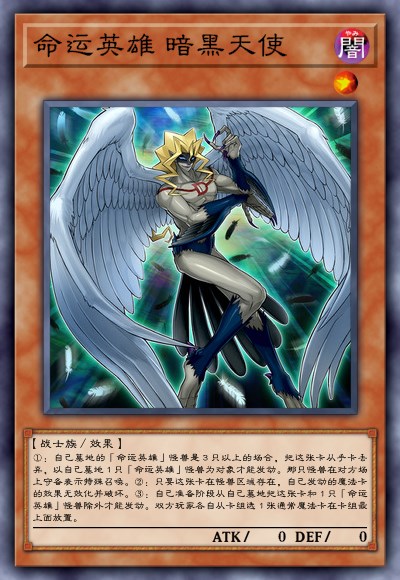 命运英雄 暗黑天使
やみ
闇
【战士族/效果】
①:自己墓地的「命运英雄」怪兽是3只以上的场合,把这张卡从手卡丢
弃,以自己墓地1只「命运英雄」怪兽为对象才能发动。那只怪兽在对方场
上守备表示特殊召唤。②:只要这张卡在怪兽区域存在,自己发动的魔法卡
的效果无效化并破坏。③:自己准备阶段从自己墓地把这张卡和1只「命运
英雄」怪兽除外才能发动。双方玩家各自从卡组选1张通常魔法卡在卡组最
上面放置。
ATK/ 0 DEF/ 0